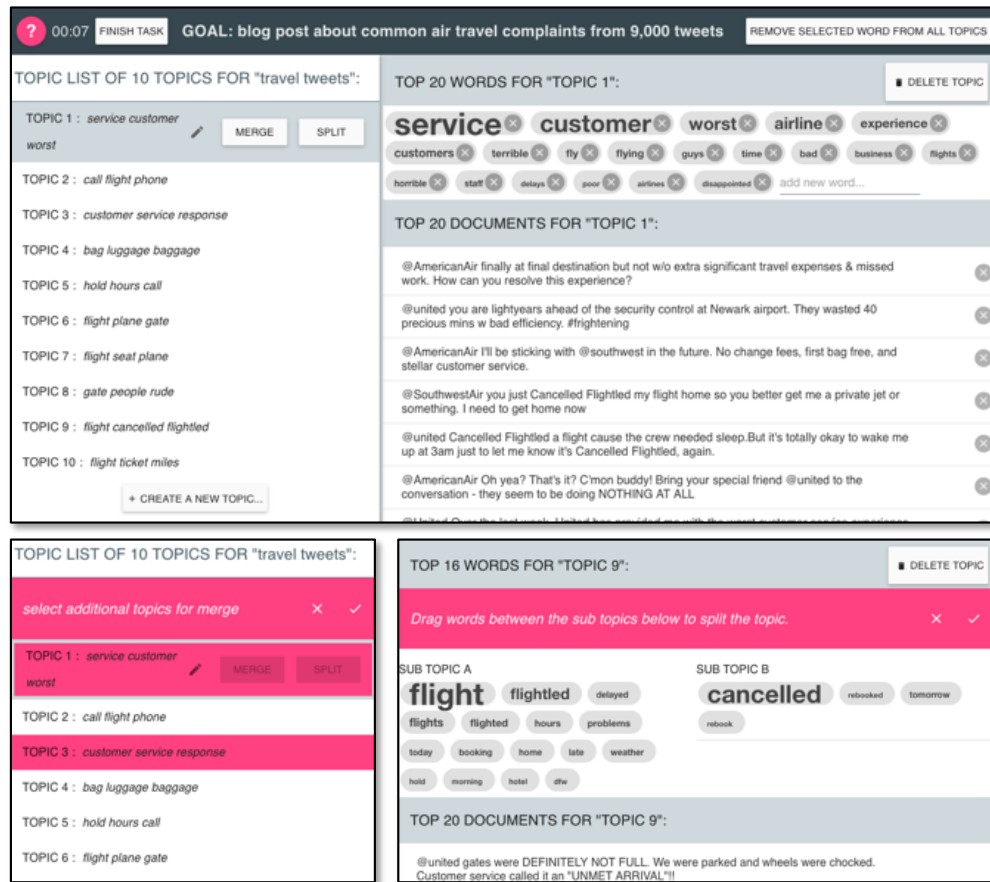 ? 00:07 FINISH TASK GOAL: blog post about common air travel complaints from 9,000 tweets REMOVE SELECTED WORD FROM ALL TOPICS
TOPIC LIST OF 10 TOPICS FOR "travel tweets":
TOPIC 1 : service customer
worst
MERGE SPLIT
TOPIC 2 : call flight phone
TOPIC 3 : customer service response
TOPIC 4 : bag luggage baggage
TOPIC 5 : hold hours call
TOPIC 6 : flight plane gate
TOPIC 7 : flight seat plane
TOPIC 8 : gate people rude
TOPIC 9 : flight cancelled flightled
TOPIC 10 : flight ticket miles
+ CREATE A NEW TOPIC...
TOP 20 WORDS FOR "TOPIC 1":
DELETE TOPIC
service customer worst airline experience
customers terrible fly flying guys time bad business flights
horrible staff delays poor airlines disappointed add new word...
TOP 20 DOCUMENTS FOR "TOPIC 1":
@AmericanAir finally at final destination but not w/o extra significant travel expenses & missed
work. How can you resolve this experience?
@united you are lightyears ahead of the security control at Newark airport. They wasted 40
precious mins w bad efficiency. #frightening
@AmericanAir I'll be sticking with @southwest in the future. No change fees, first bag free, and
stellar customer service.
@SouthwestAir you just Cancelled Flightled my flight home so you better get me a private jet or
something. I need to get home now
@united Cancelled Flightled a flight cause the crew needed sleep.But it's totally okay to wake me
up at 3am just to let me know it's Cancelled Flightled, again.
@AmericanAir Oh yea? That's it? C'mon buddy! Bring your special friend @united to the
conversation - they seem to be doing NOTHING AT ALL
@United Over the last week, United has provided me with the worst customer service experience
TOPIC LIST OF 10 TOPICS FOR "travel tweets":
select additional topics for merge
TOPIC 1 : service customer
worst
MERGE SPLIT
TOPIC 2 : call flight phone
TOPIC 3 : customer service response
TOPIC 4 : bag luggage baggage
TOPIC 5 : hold hours call
TOPIC 6 : flight plane gate
TOP 16 WORDS FOR "TOPIC 9":
DELETE TOPIC
Drag words between the sub topics below to split the topic.
SUB TOPIC A
flight flightled delayed
flights flighted hours problems
today booking home late weather
hold morning hotel dfw
SUB TOPIC B
cancelled rebooked tomorrow
rebook
TOP 20 DOCUMENTS FOR "TOPIC 9":
@united gates were DEFINITELY NOT FULL. We were parked and wheels were chocked.
Customer service called it an "UNMET ARRIVAL"!!